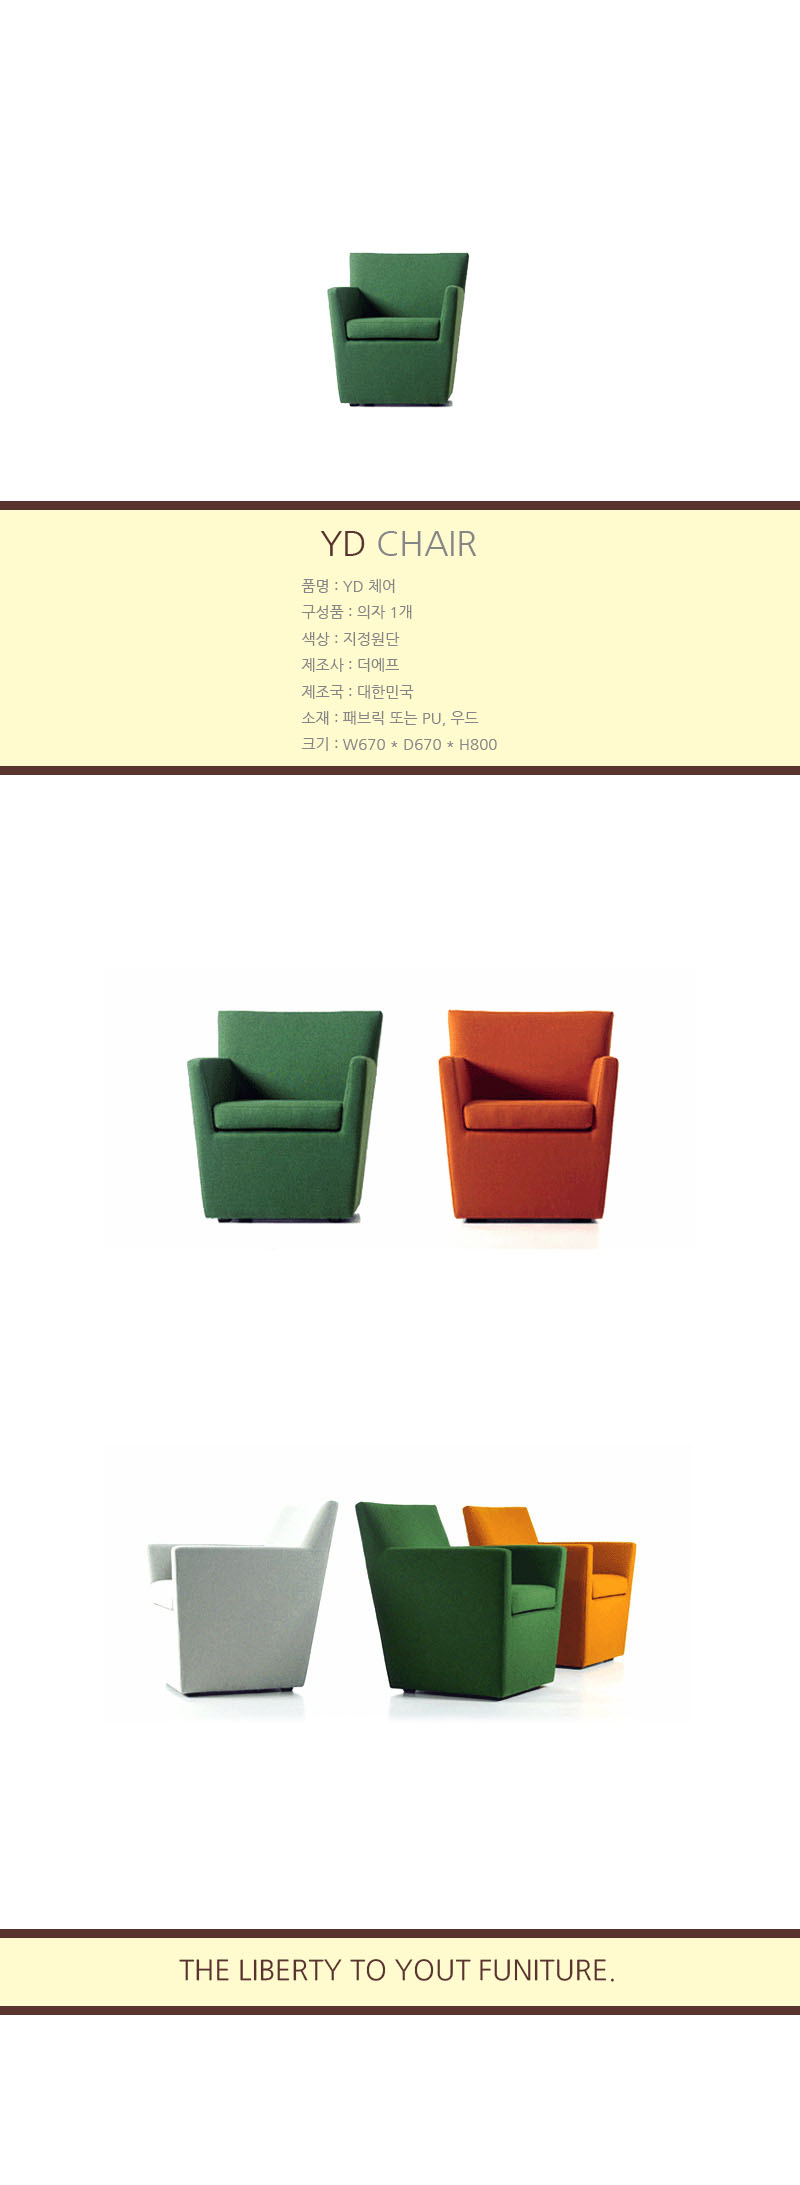 YD CHAIR
품명 : YD 체어
구성품 : 의자 1개
색상 : 지정원단
제조사 : 더에프
제조국 : 대한민국
소재 : 패브릭 또는 PU, 우드
크기 : W670 * D670 * H800
THE LIBERTY TO YOUT FUNITURE.